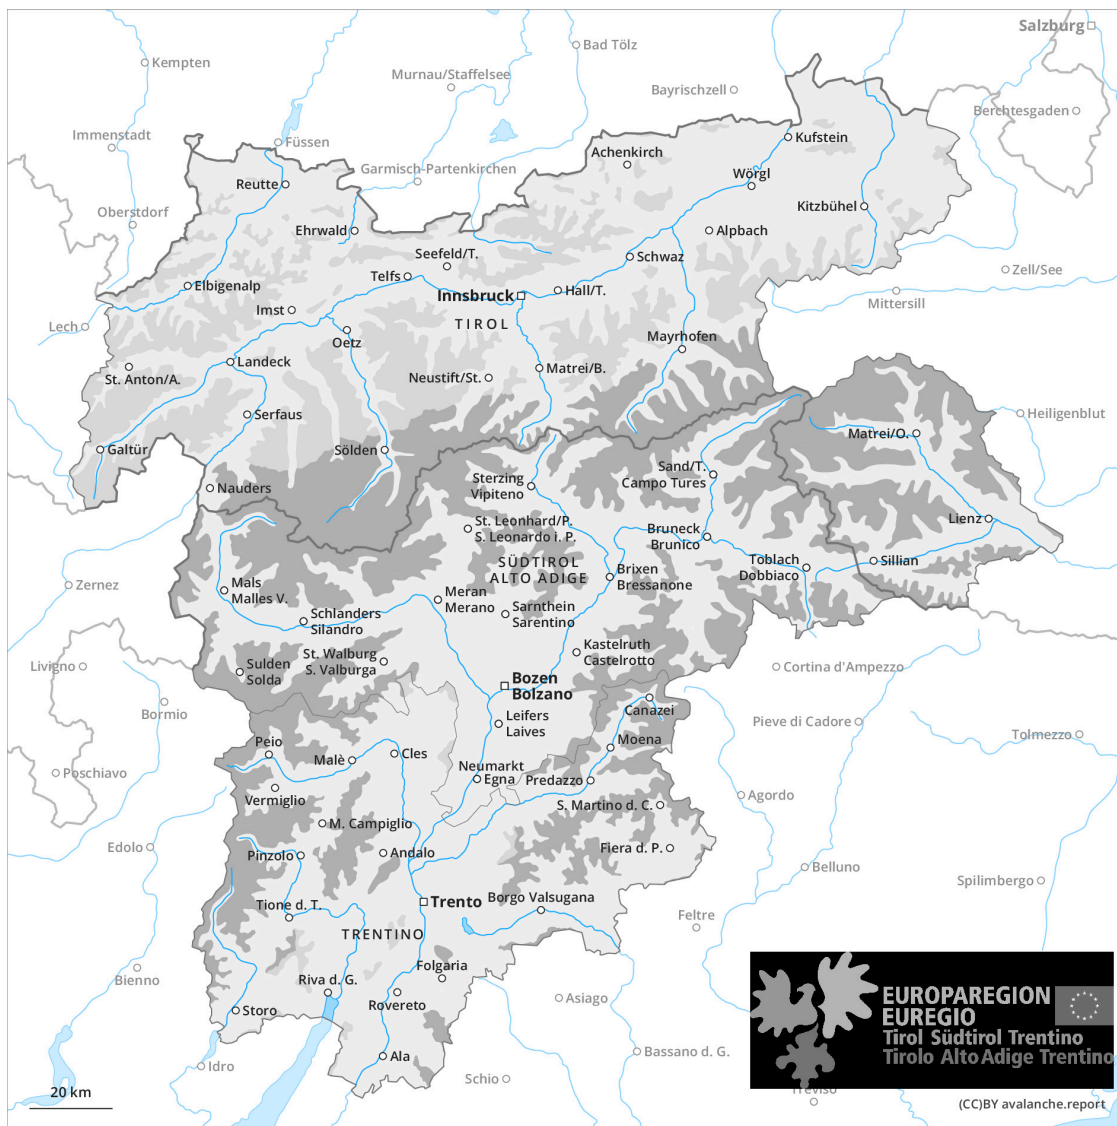 Salzburg
Bad Tölz
Kempten
Murnau/Staffelsee
Bayrischzell
Berchtesgaden
Immenstadt
Füssen
Kufstein
Achenkirch
Garmisch-Partenkirchen
Wörgl
Reutte
Kitzbühel
Oberstdorf
Ehrwald
Alpbach
Seefeld/T.
Schwaz
Zell/See
Telfs
Elbigenalp
Hall/T.
Innsbruck
Mittersill
Imst
TIROL
Lech
Oetz
Mayrhofen
Landeck
Matrei/B.
St. Anton/A.
Neustift/St.
Serfaus
Heiligenblut
Matrei/O.
Galtür
Sölden
Sand/T.
Campo Tures
Sterzing
Vipiteno
Nauders
Lienz
St. Leonhard/P.
S. Leonardo i. P.
Bruneck
Brunico
SÜDTIROL
ALTO ADIGE
Toblach
Dobbiaco
Sillian
Brixen
Bressanone
Zernez
Mals
Malles V.
Meran
Merano
Sarnthein
Sarentino
Schlanders
Silandro
Kastelruth
Castelrotto
St. Walburg
S. Valburga
Livigno
Sulden
Solda
Cortina d'Ampezzo
Bozen
Bolzano
Bormio
Canazei
Leifers
Laives
Pieve di Cadore
Tolmezzo
Peio
Moena
Malè
Cles
Poschiavo
Neumarkt
Egna
Predazzo
Vermiglio
Agordo
S. Martino d. C.
M. Campiglio
Edolo
Pinzolo
Andalo
Fiera d. P.
Belluno
Spilimbergo
Trento
Borgo Valsugana
Tione d. T.
Feltre
TRENTINO
Folgaria
Bienno
Riva d. G.
Rovereto
Asiago
Storo
EUROPAREGION
EUREGIO
Tirol Südtirol Trentino
Tirolo Alto Adige Trentino
Ala
Idro
Bassano d. G.
Schio
Treviso
20 km
(CC)BY avalanche.report